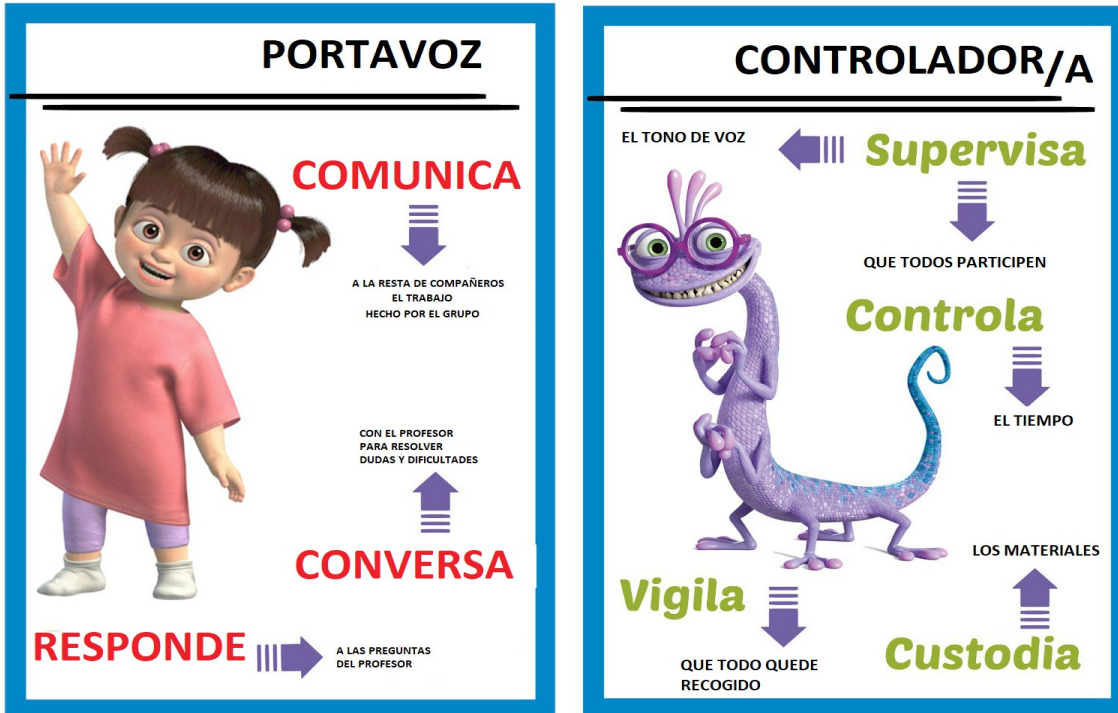 PORTAVOZ
COMUNICA
A LA RESTA DE COMPAÑEROS
EL TRABAJO
HECHO POR EL GRUPO
CON EL PROFESOR
PARA RESOLVER
DUDAS Y DIFICULTADES
CONVERSA
RESPONDE
A LAS PREGUNTAS
DEL PROFESOR
CONTROLADOR/A
EL TONO DE VOZ
Supervisa
QUE TODOS PARTICIPEN
Controla
EL TIEMPO
LOS MATERIALES
Vigila
Custodia
QUE TODO QUEDE
RECOGIDO